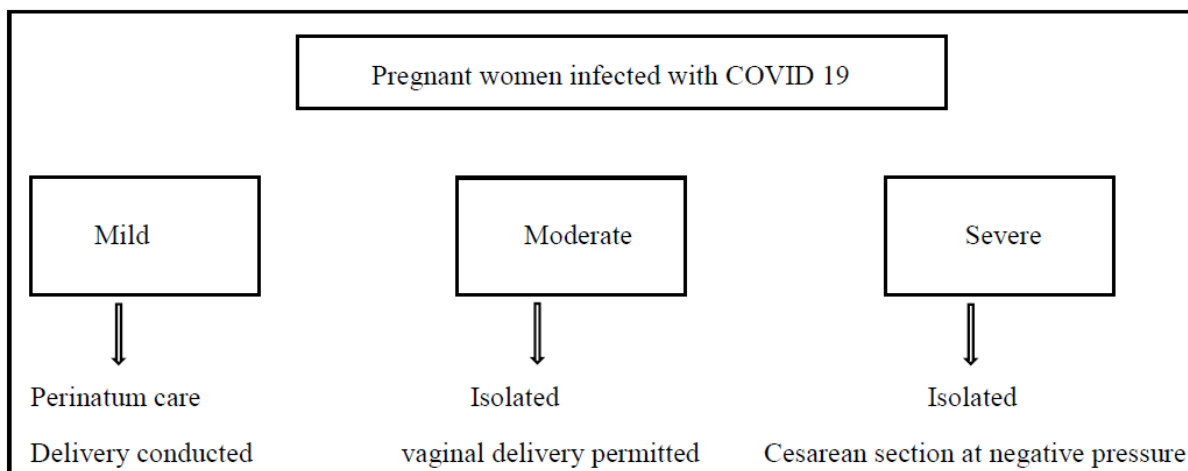 Pregnant women infected with COVID 19
Mild
Moderate
Severe
Perinatum care
Isolated
Isolated
Delivery conducted
vaginal delivery permitted
Cesarean section at negative pressure